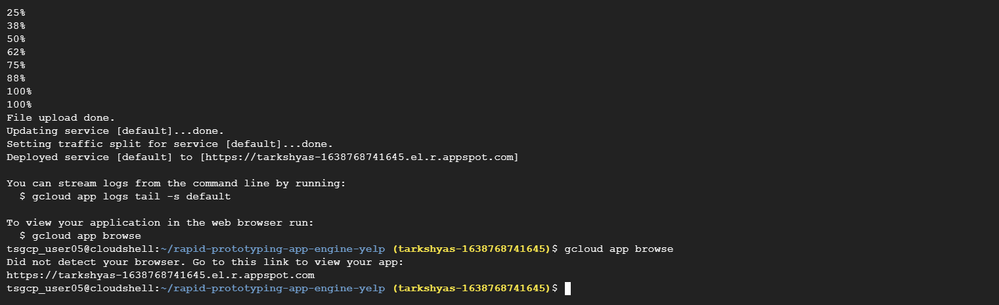 25%
38%
50%
62%
75%
88%
100%
100%
File upload done.
Updating service [default]...done.
Setting traffic split for service [default]...done.
Deployed service [default] to [https://tarkshyas-1638768741645.el.r.appspot.com]
You can stream logs from the command line by running:
$ gcloud app logs tail -s default
To view your application in the web browser run:
$ gcloud app browse
tsgcp_user05@cloudshell:~/rapid-prototyping-app-engine-yelp (tarkshyas-1638768741645)$ gcloud app browse
Did not detect your browser. Go to this link to view your app:
https://tarkshyas-1638768741645.el.r.appspot.com
tsgcp_user05@cloudshell:~/rapid-prototyping-app-engine-yelp (tarkshyas-1638768741645)$